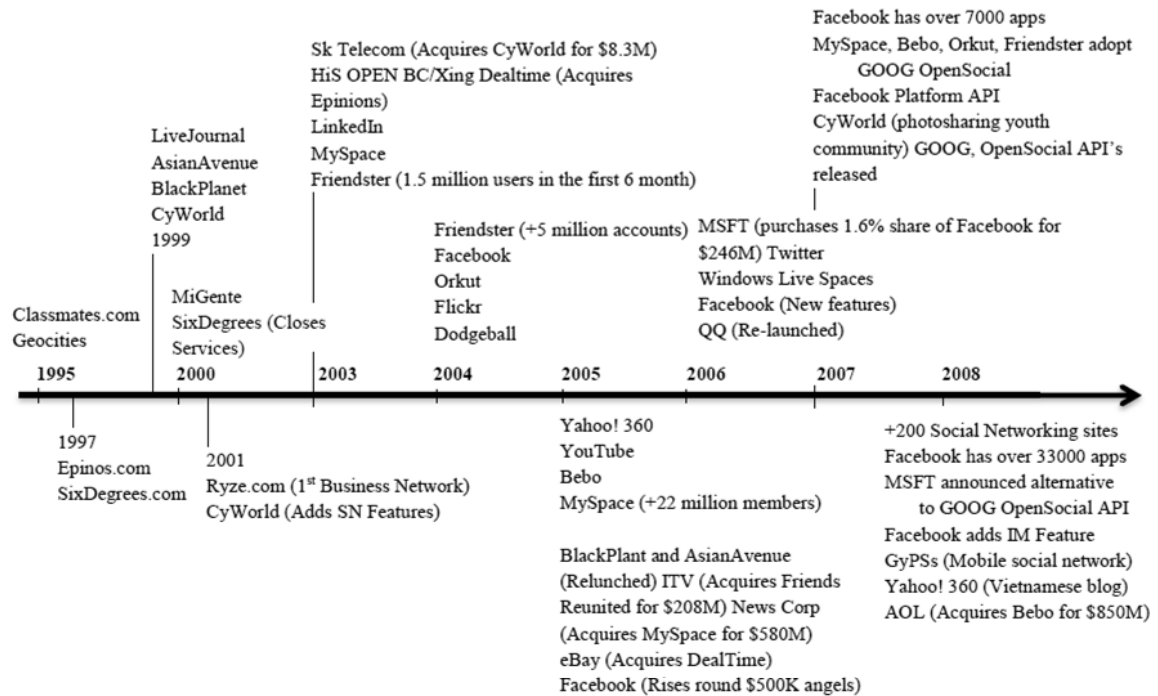 Facebook has over 7000 apps
MySpace, Bebo, Orkut, Friendster adopt
GOOG OpenSocial
Facebook Platform API
CyWorld (photosharing youth
community) GOOG, OpenSocial API’s
released
Sk Telecom (Acquires CyWorld for $8.3M)
HiS OPEN BC/Xing Dealtime (Acquires
Epinions)
LinkedIn
MySpace
Friendster (1.5 million users in the first 6 month)
LiveJournal
AsianAvenue
BlackPlanet
CyWorld
1999
Friendster (+5 million accounts)
Facebook
Orkut
Flickr
Dodgeball
MSFT (purchases 1.6% share of Facebook for
$246M) Twitter
Windows Live Spaces
Facebook (New features)
QQ (Re-launched)
Classmates.com
Geocities
MiGente
SixDegrees (Closes
Services)
1995 2000 2003 2004 2005 2006 2007 2008
1997
Epinos.com
SixDegrees.com
2001
Ryze.com (1st Business Network)
CyWorld (Adds SN Features)
Yahoo! 360
YouTube
Bebo
MySpace (+22 million members)
BlackPlant and AsianAvenue
(Relunched) ITV (Acquires Friends
Reunited for $208M) News Corp
(Acquires MySpace for $580M)
eBay (Acquires DealTime)
Facebook (Rises round $500K angels)
+200 Social Networking sites
Facebook has over 33000 apps
MSFT announced alternative
to GOOG OpenSocial API
Facebook adds IM Feature
GyPSs (Mobile social network)
Yahoo! 360 (Vietnamese blog)
AOL (Acquires Bebo for $850M)